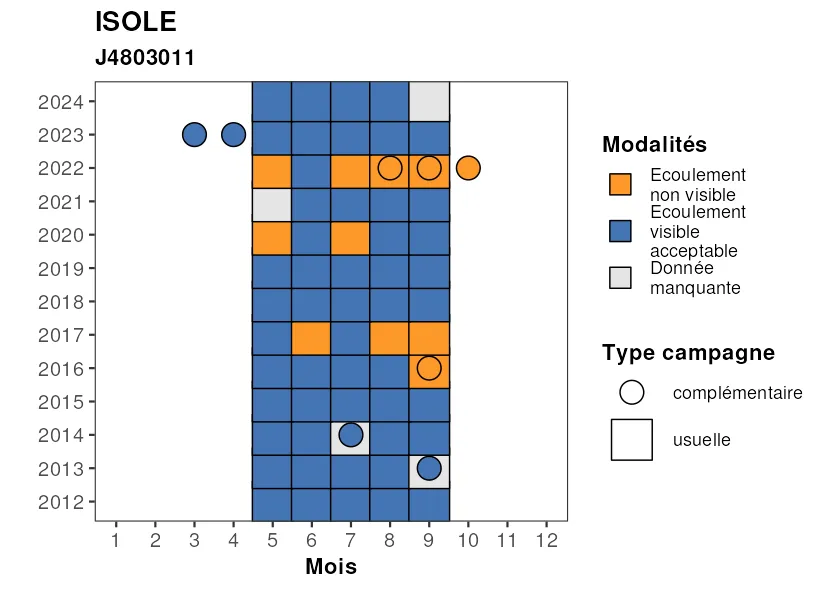 ISOLE
J4803011
2024
2023
2022
2021
2020
2019
2018
2017
2016
2015
2014
2013
2012
1 2 3 4 5 6 7 8 9 10 11 12
Mois
Modalités
Ecoulement
non visible
Ecoulement
visible
acceptable
Donnée
manquante
Type campagne
complémentaire
usuelle